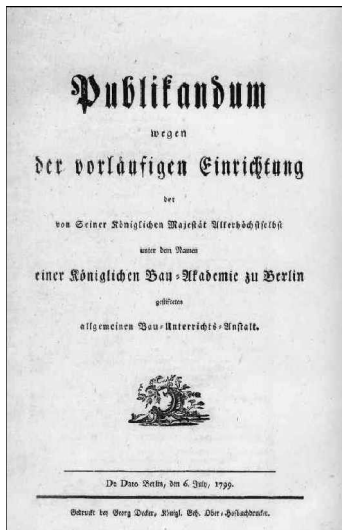 Publikandum
wegen
der vorläufigen Einrichtung
der
von Seiner Königlichen Majestät Allerhöchstselbst
unter dem Namen
einer Königlichen Bau-Akademie zu Berlin
gestifteten
allgemeinen Bau-Unterrichts-Anstalt.
De Dato Berlin, den 6. July, 1799.
Gedruckt bey Georg Decker, Königl. Geh. Ober-Hofbuchdrucker.